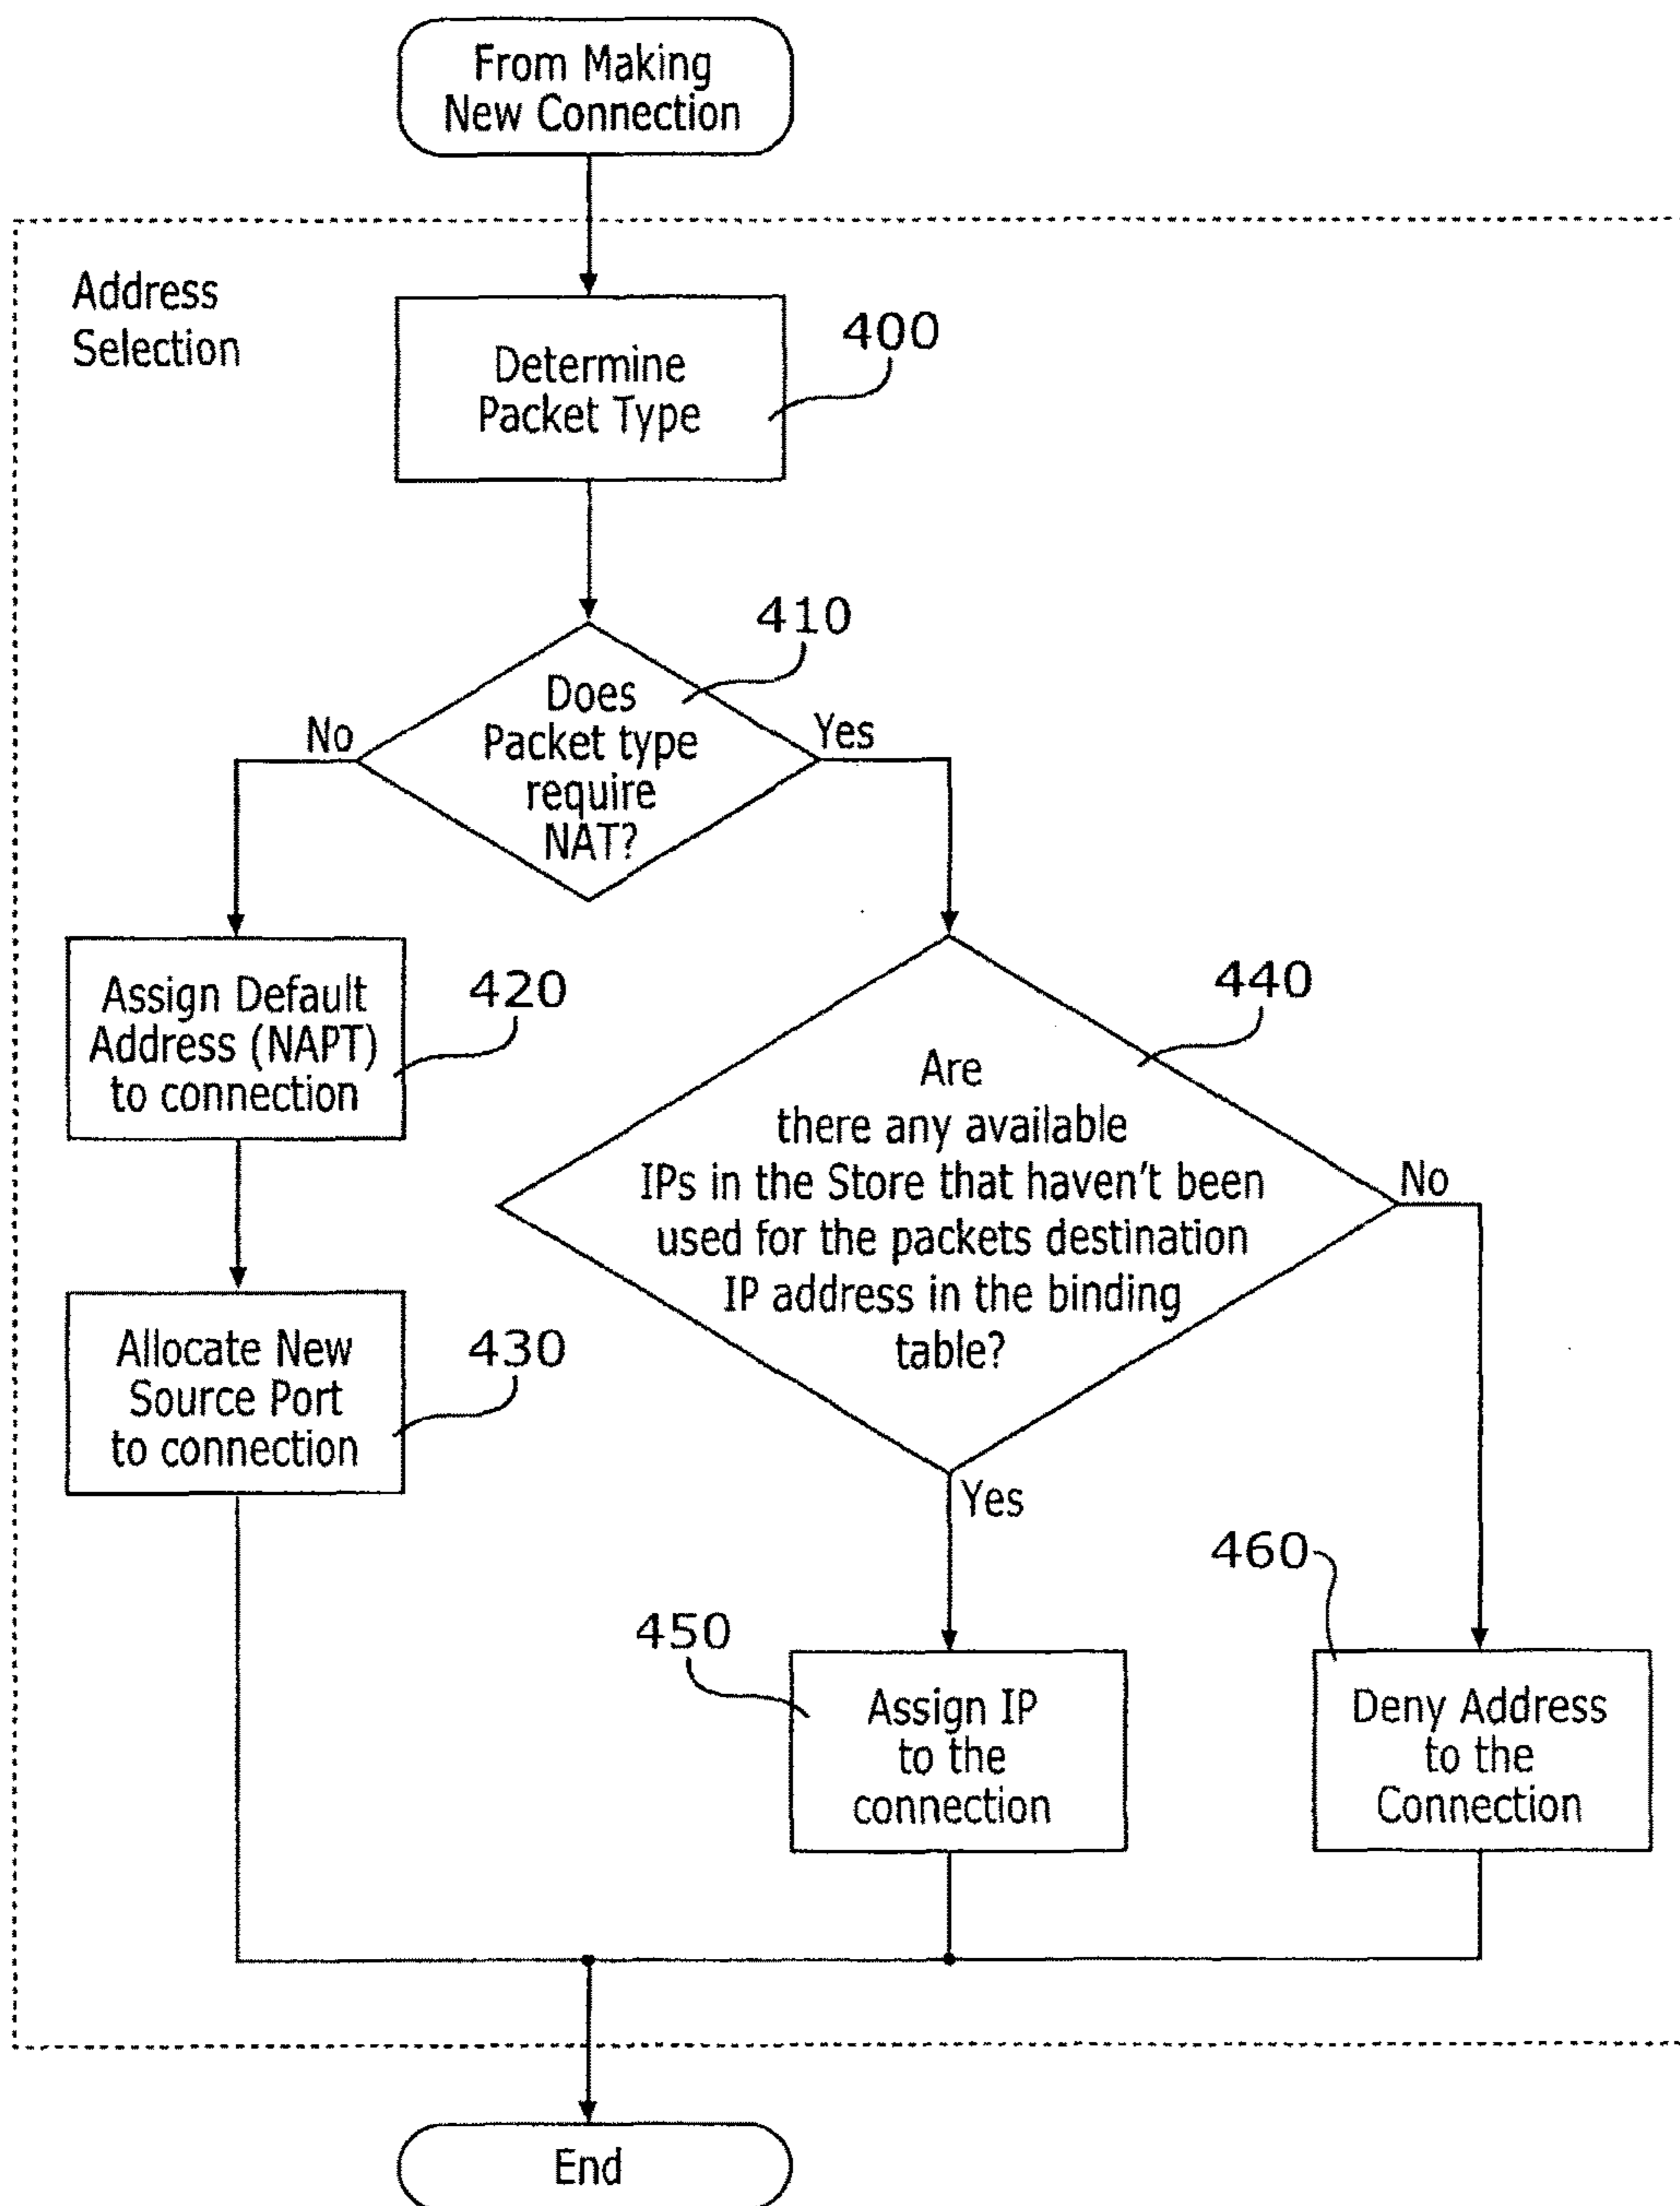 From Making
New Connection
Address
Selection
Determine
Packet Type
400
410
Does
Packet type
require
NAT?
No
Yes
Assign Default
Address (NAPT)
to connection
420
440
Are
there any available
IPs in the Store that haven't been
used for the packets destination
IP address in the binding
table?
No
Yes
Allocate New
Source Port
to connection
430
450
Assign IP
to the
connection
460
Deny Address
to the
Connection
End